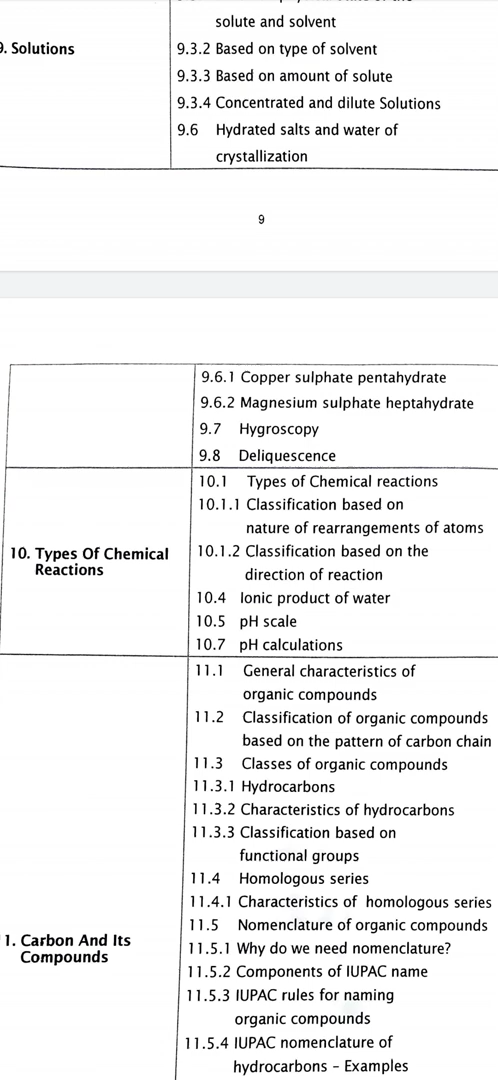 solute and solvent
9. Solutions
9.3.2 Based on type of solvent
9.3.3 Based on amount of solute
9.3.4 Concentrated and dilute Solutions
9.6 Hydrated salts and water of
crystallization
9
9.6.1 Copper sulphate pentahydrate
9.6.2 Magnesium sulphate heptahydrate
9.7 Hygroscopy
9.8 Deliquescence
10. Types Of Chemical
Reactions
10.1 Types of Chemical reactions
10.1.1 Classification based on
nature of rearrangements of atoms
10.1.2 Classification based on the
direction of reaction
10.4 Ionic product of water
10.5 pH scale
10.7 pH calculations
1. Carbon And Its
Compounds
11.1 General characteristics of
organic compounds
11.2 Classification of organic compounds
based on the pattern of carbon chain
11.3 Classes of organic compounds
11.3.1 Hydrocarbons
11.3.2 Characteristics of hydrocarbons
11.3.3 Classification based on
functional groups
11.4 Homologous series
11.4.1 Characteristics of homologous series
11.5 Nomenclature of organic compounds
11.5.1 Why do we need nomenclature?
11.5.2 Components of IUPAC name
11.5.3 IUPAC rules for naming
organic compounds
11.5.4 IUPAC nomenclature of
hydrocarbons – Examples